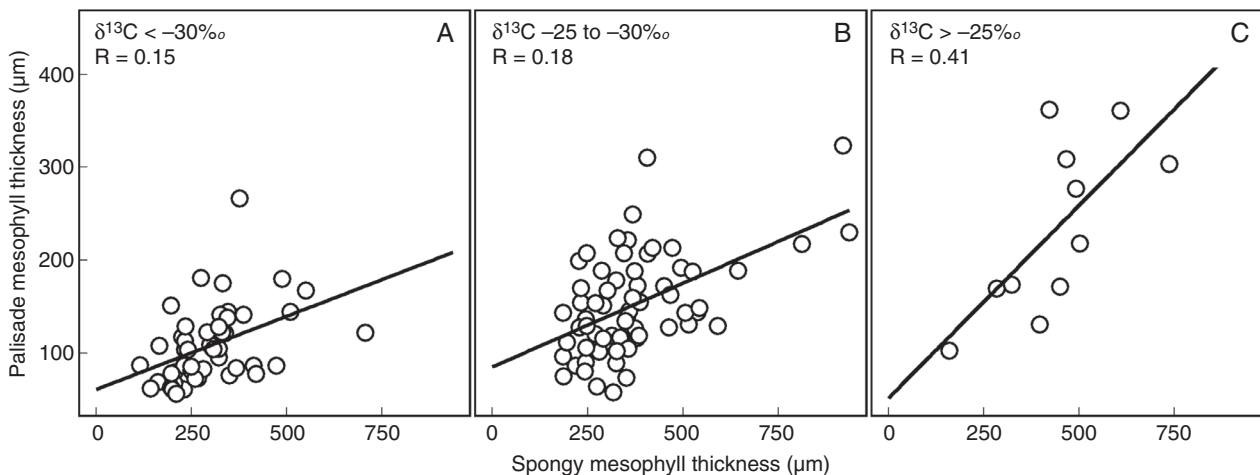 δ13C < –30‰
R = 0.15
A
δ13C –25 to –30‰
R = 0.18
B
δ13C > –25‰
R = 0.41
C
Palisade mesophyll thickness (µm)
400
300
200
100
0 250 500 750
0 250 500 750
0 250 500 750
Spongy mesophyll thickness (µm)